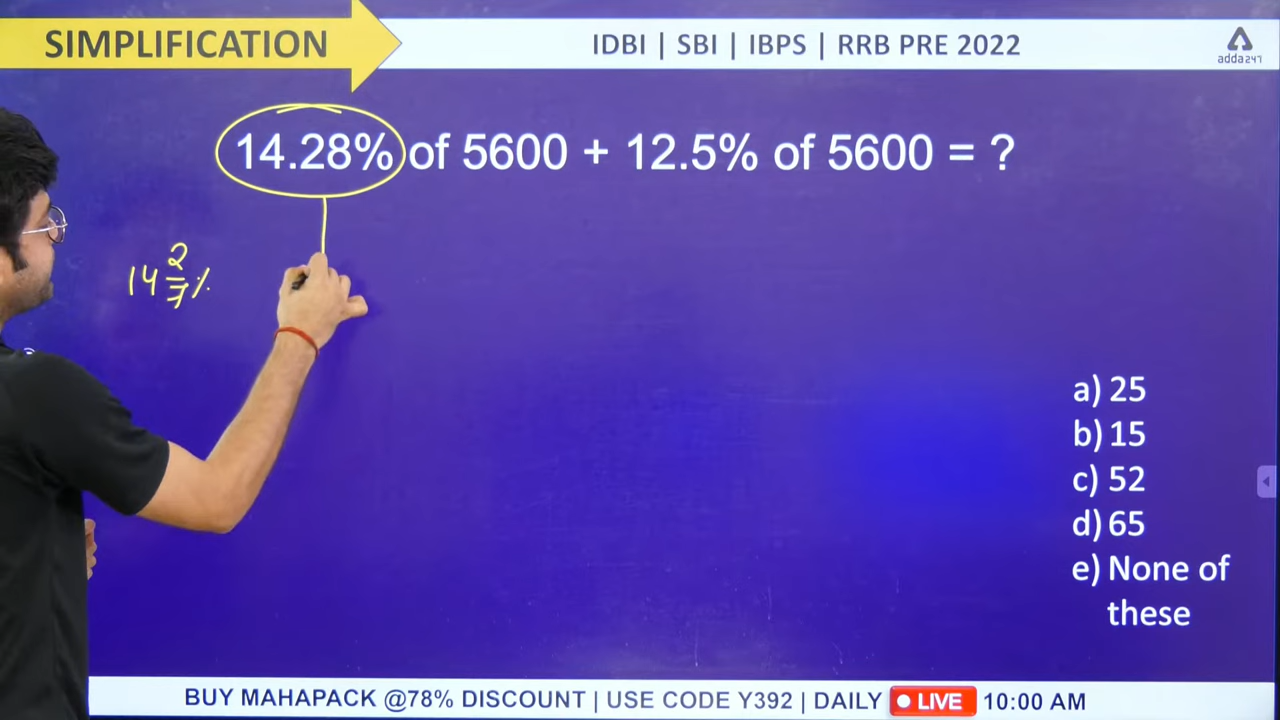 SIMPLIFICATION
IDBI | SBI | IBPS | RRB PRE 2022
adda247
14.28% of 5600 + 12.5% of 5600 = ?
14 2/7 %
a) 25
b) 15
c) 52
d) 65
e) None of
these
BUY MAHAPACK @78% DISCOUNT | USE CODE Y392 | DAILY LIVE 10:00 AM